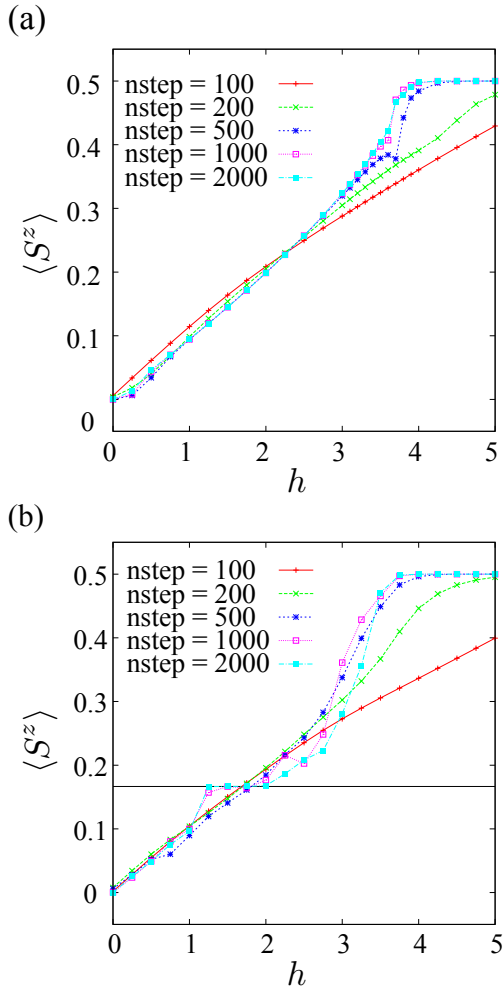 (a)
0.5
0.4
0.3
0.2
0.1
0
⟨S^z⟩
nstep = 100
nstep = 200
nstep = 500
nstep = 1000
nstep = 2000
0 1 2 3 4 5
h
(b)
0.5
0.4
0.3
0.2
0.1
0
⟨S^z⟩
nstep = 100
nstep = 200
nstep = 500
nstep = 1000
nstep = 2000
0 1 2 3 4 5
h